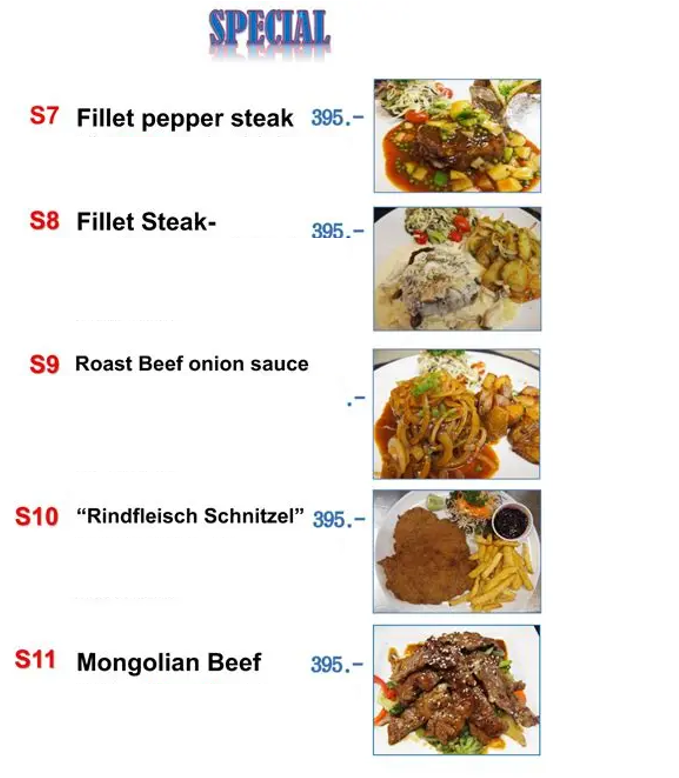 SPECIAL
S7 Fillet pepper steak 395.-
S8 Fillet Steak- 395.-
S9 Roast Beef onion sauce
.-
S10 “Rindfleisch Schnitzel” 395.-
S11 Mongolian Beef 395.-